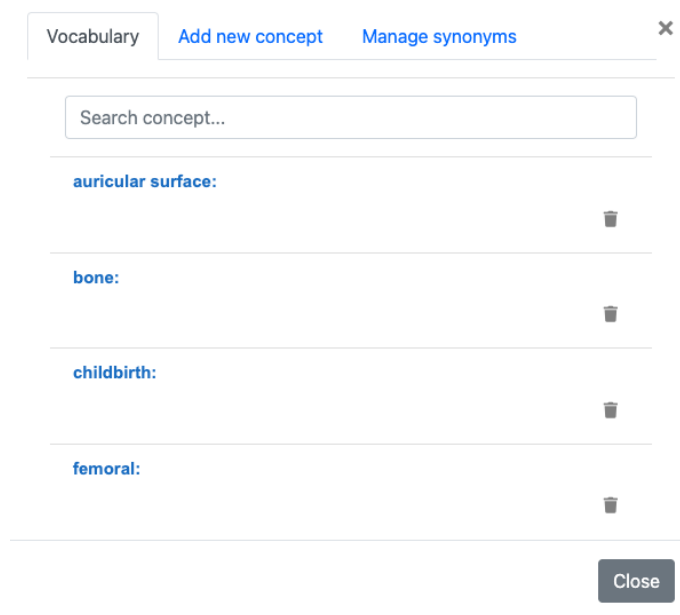 Vocabulary Add new concept Manage synonyms ×
Search concept...
auricular surface:
bone:
childbirth:
femoral:
Close